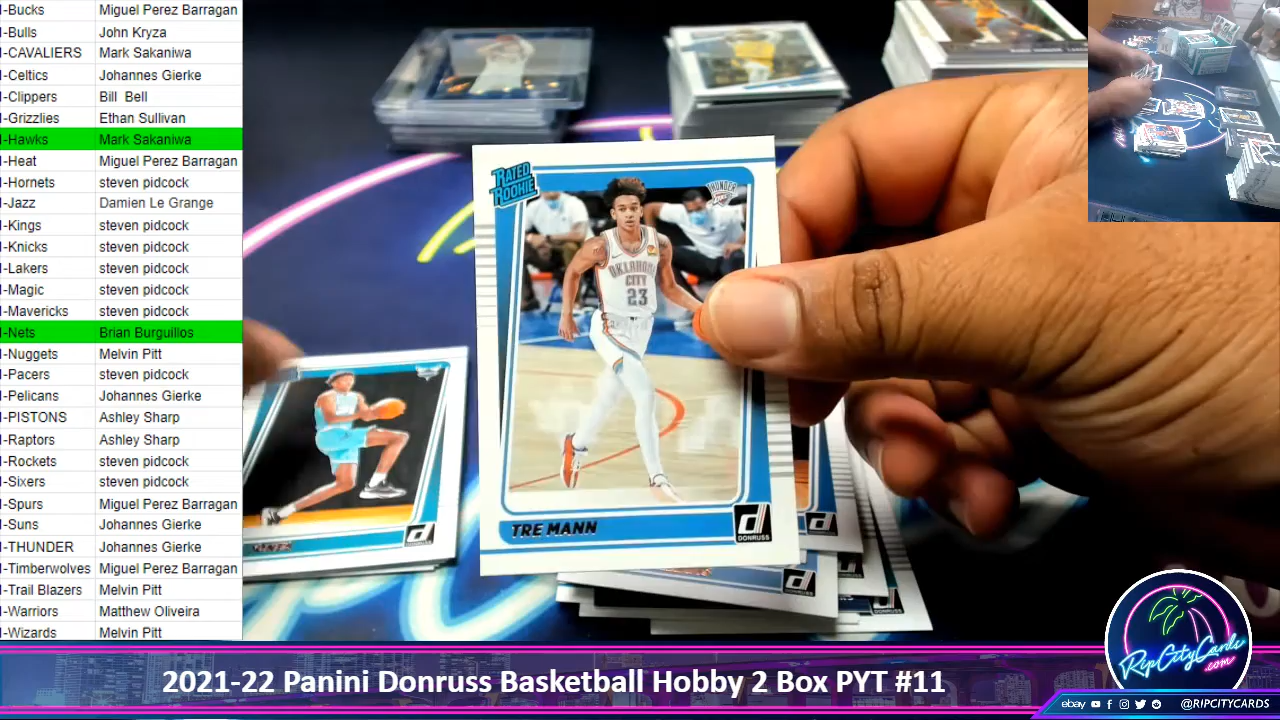 I-Bucks Miguel Perez Barragan
I-Bulls John Kryza
I-CAVALIERS Mark Sakaniwa
I-Celtics Johannes Gierke
I-Clippers Bill Bell
I-Grizzlies Ethan Sullivan
I-Hawks Mark Sakaniwa
I-Heat Miguel Perez Barragan
I-Hornets steven pidcock
I-Jazz Damien Le Grange
I-Kings steven pidcock
I-Knicks steven pidcock
I-Lakers steven pidcock
I-Magic steven pidcock
I-Mavericks steven pidcock
I-Nets Brian Burguillos
I-Nuggets Melvin Pitt
I-Pacers steven pidcock
I-Pelicans Johannes Gierke
I-PISTONS Ashley Sharp
I-Raptors Ashley Sharp
I-Rockets steven pidcock
I-Sixers steven pidcock
I-Spurs Miguel Perez Barragan
I-Suns Johannes Gierke
I-THUNDER Johannes Gierke
I-Timberwolves Miguel Perez Barragan
I-Trail Blazers Melvin Pitt
I-Warriors Matthew Oliveira
I-Wizards Melvin Pitt
RATED
ROOKIE
THUNDER
OKLAHOMA
CITY
23
TRE MANN
d
DONRUSS
RipCityCards
.com
2021-22 Panini Donruss Basketball Hobby 2 Box PYT #11
ebay @RIPCITYCARDS